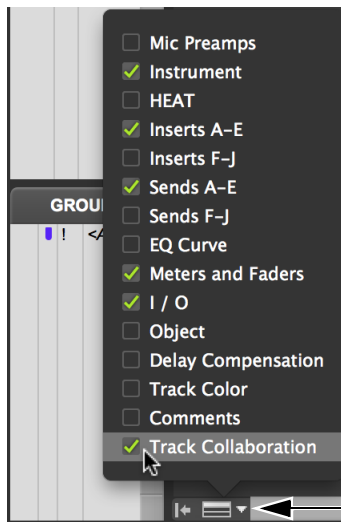 Mic Preamps
Instrument
HEAT
Inserts A–E
Inserts F–J
Sends A–E
Sends F–J
EQ Curve
Meters and Faders
I / O
Object
Delay Compensation
Track Color
Comments
Track Collaboration
GROU
! <A